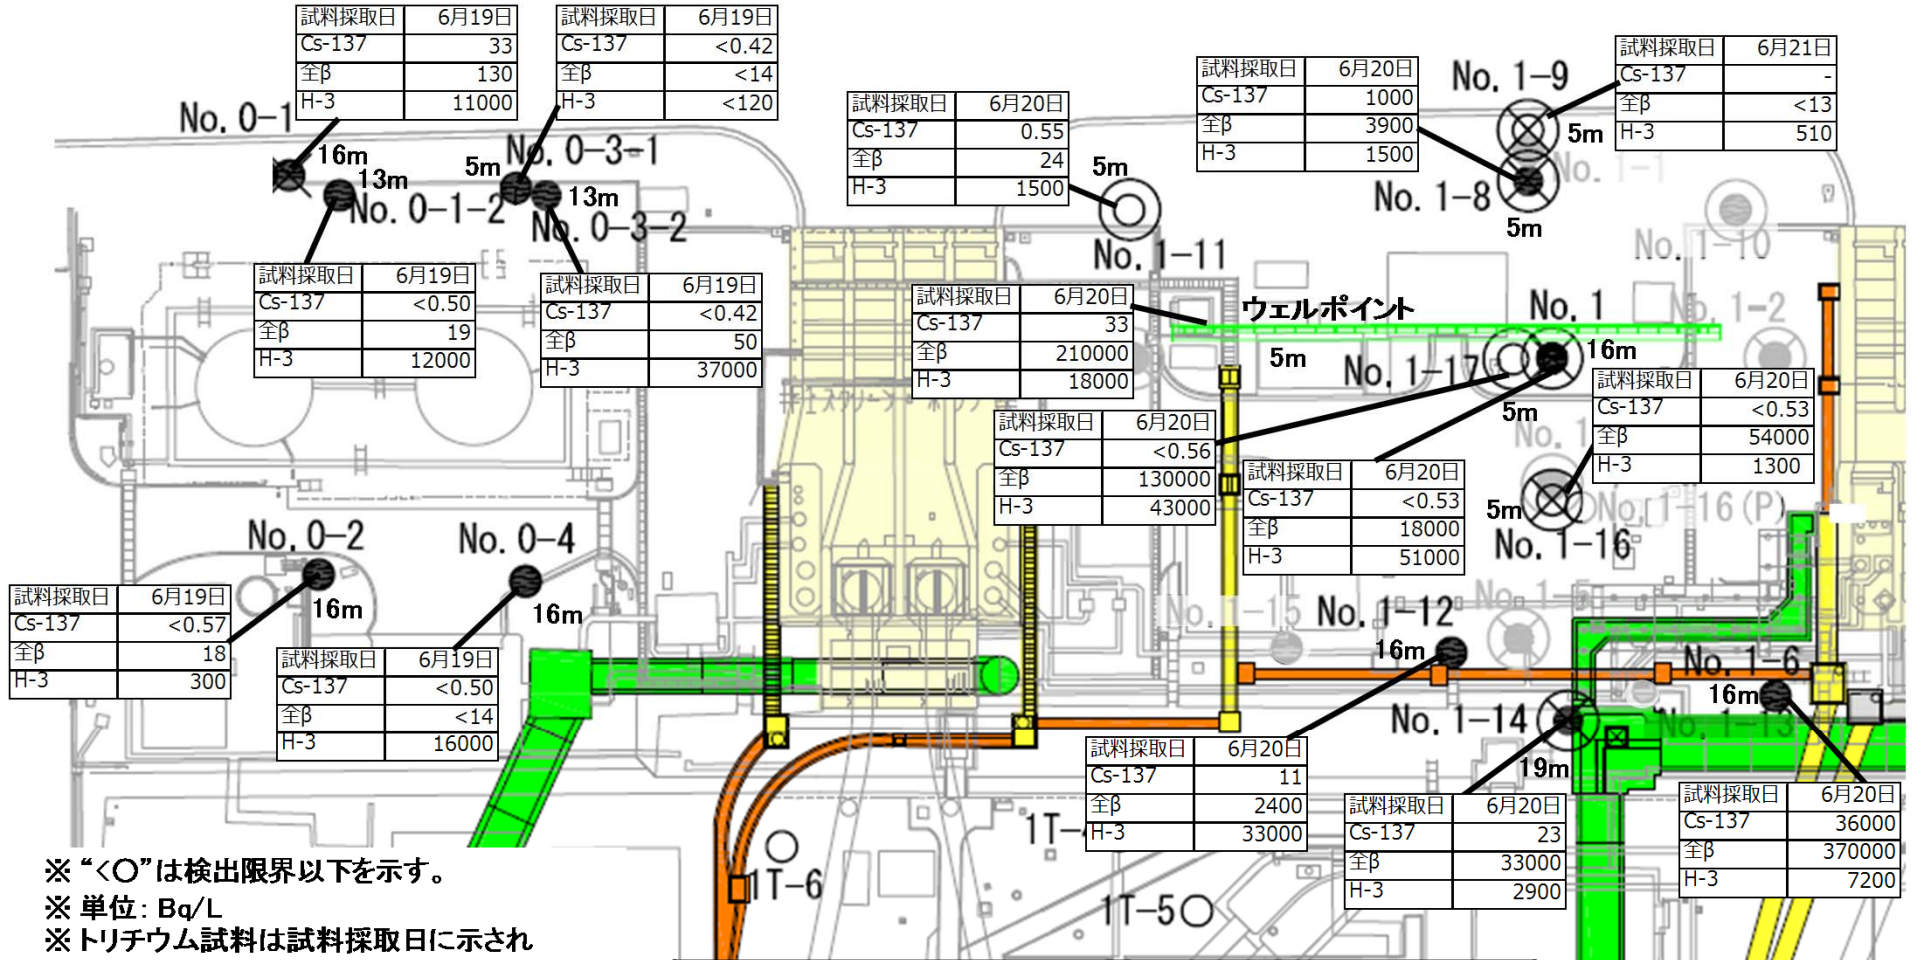 試料採取日 6月19日
Cs-137 33
全β 130
H-3 11000
試料採取日 6月19日
Cs-137 <0.42
全β <14
H-3 <120
試料採取日 6月20日
Cs-137 0.55
全β 24
H-3 1500
試料採取日 6月20日
Cs-137 1000
全β 3900
H-3 1500
試料採取日 6月21日
Cs-137 -
全β <13
H-3 510
No. 0-1
16m
13m
No. 0-1-2
5m
No. 0-3-1
13m
No. 0-3-2
5m
No. 1-11
No. 1-9
5m
No. 1-8
5m
No. 1-1
No. 1-10
試料採取日 6月19日
Cs-137 <0.50
全β 19
H-3 12000
試料採取日 6月19日
Cs-137 <0.42
全β 50
H-3 37000
試料採取日 6月20日
Cs-137 33
全β 210000
H-3 18000
ウェルポイント
5m
No. 1
16m
No. 1-2
No. 1-17
5m
試料採取日 6月20日
Cs-137 <0.56
全β 130000
H-3 43000
試料採取日 6月20日
Cs-137 <0.53
全β 18000
H-3 51000
試料採取日 6月20日
Cs-137 <0.53
全β 54000
H-3 1300
No. 1
5m
No. 1-16(P)
No. 1-16
No. 0-2
16m
No. 0-4
16m
No. 1-15
No. 1-12
16m
No. 1-5
No. 1-6
16m
No. 1-14
19m
No. 1-13
試料採取日 6月19日
Cs-137 <0.57
全β 18
H-3 300
試料採取日 6月19日
Cs-137 <0.50
全β <14
H-3 16000
試料採取日 6月20日
Cs-137 11
全β 2400
H-3 33000
試料採取日 6月20日
Cs-137 23
全β 33000
H-3 2900
試料採取日 6月20日
Cs-137 36000
全β 370000
H-3 7200
1T-6
1T-5
※ “<○”は検出限界以下を示す。
※ 単位: Bq/L
※ トリチウム試料は試料採取日に示され